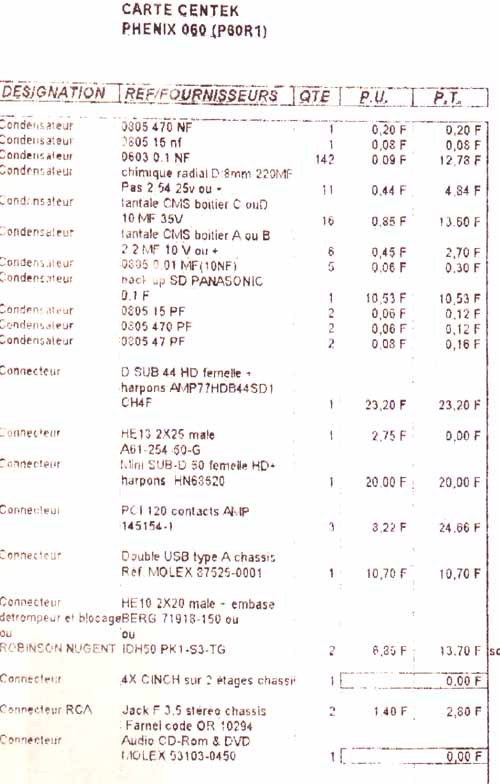 CARTE CENTEK
PHENIX 060 (P60R1)
DESIGNATION REF/FOURNISSEURS QTE P.U. P.T.
Condensateur 0805 470 NF 1 0,20 F 0,20 F
Condensateur 0805 15 nf 1 0,08 F 0,08 F
Condensateur 0603 0.1 NF 142 0.09 F 12,78 F
Condensateur chimique radial D 8mm 220MF
Pas 2 54 25v ou + 11 0,44 F 4,84 F
Condensateur tantale CMS boitier C ouD
10 MF 35V 16 0,85 F 13,60 F
Condensateur tantale CMS boitier A ou B
2 2 MF 10 V ou + 6 0,45 F 2,70 F
Condensateur 0805 0.01 MF(10NF) 5 0,06 F 0,30 F
Condensateur back up SD PANASONIC
0,1 F 1 10,53 F 10,53 F
Condensateur 0805 15 PF 2 0,06 F 0,12 F
Condensateur 0805 470 PF 2 0,06 F 0,12 F
Condensateur 0805 47 PF 2 0,08 F 0,16 F
Connecteur D SUB 44 HD femelle +
harpons AMP77HDB44SD1
CH4F 1 23,20 F 23,20 F
Connecteur HE13 2X25 male 1 2,75 F 0,00 F
A61-254-50-G
Connecteur Mini SUB-D 50 femelle HD+
harpons HN68520 1 20,00 F 20,00 F
Connecteur PCI 120 contacts AMP
145154-1 3 3,22 F 24,66 F
Connecteur Double USB type A chassis
Ref. MOLEX 87525-0001 1 10,70 F 10,70 F
Connecteur HE10 2X20 male + embase
detrompeur et blocage BERG 71918-150 ou
ou ou
ROBINSON NUGENT IDH50 PK1-S3-TG 2 6,85 F 13,70 F
Connecteur 4X CINCH sur 2 étages chassi 1 0,00 F
Connecteur RCA Jack F 3.5 stereo chassis 2 1,40 F 2,80 F
Farnel code OR 10294
Connecteur Audio CD-Rom & DVD
MOLEX 53103-0450 1 0,00 F